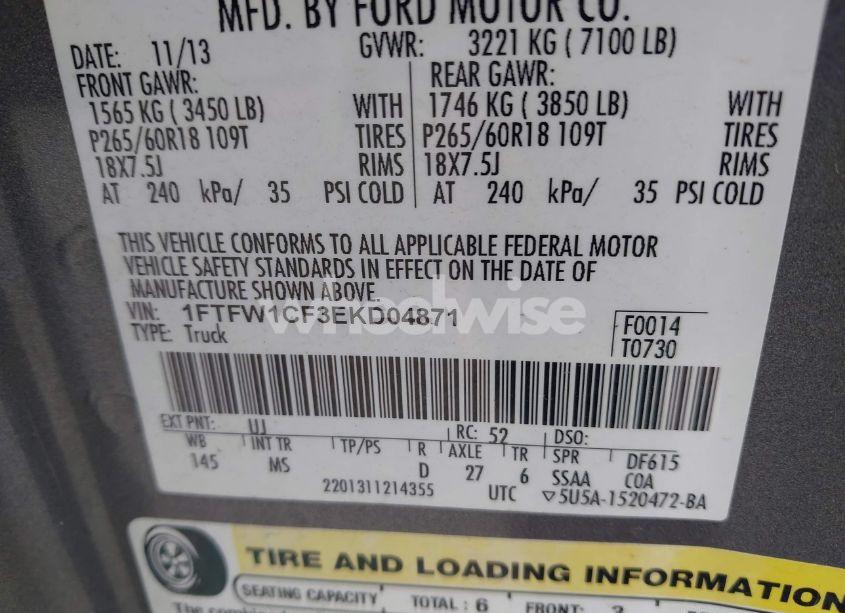 MFD. BY FORD MOTOR CO.
DATE: 11/13 GVWR: 3221 KG ( 7100 LB)
FRONT GAWR: REAR GAWR:
1565 KG ( 3450 LB) WITH 1746 KG ( 3850 LB) WITH
P265/60R18 109T TIRES P265/60R18 109T TIRES
18X7.5J RIMS 18X7.5J RIMS
AT 240 kPa/ 35 PSI COLD AT 240 kPa/ 35 PSI COLD
THIS VEHICLE CONFORMS TO ALL APPLICABLE FEDERAL MOTOR
VEHICLE SAFETY STANDARDS IN EFFECT ON THE DATE OF
MANUFACTURE SHOWN ABOVE.
VIN: 1FTFW1CF3EKD04871
TYPE: Truck
F0014
T0730
wheelwise
EXT PNT: UJ RC: 52 DSO:
WB INT TR TP/PS R AXLE TR SPR DF615
145 MS D 27 6 SSAA COA
2201311214355 UTC ▽5U5A-1520472-BA
TIRE AND LOADING INFORMATION
SEATING CAPACITY TOTAL : 6 FRONT:
The